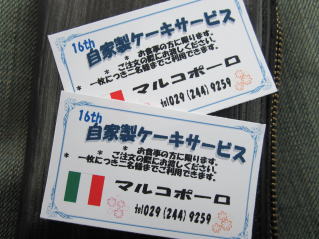 16th
自家製ケーキサービス
* お食事の方に限ります。
* ご注文の際にお渡しください。
* 一枚につき二名様までご利用できます。
マルコポーロ
tel 029 (244) 9259
16th
自家製ケーキサービス
* お食事の方に限ります。
* ご注文の際にお渡しください。
* 一枚につき二名様までご利用できます。
マルコポーロ
tel 029 (244) 9259